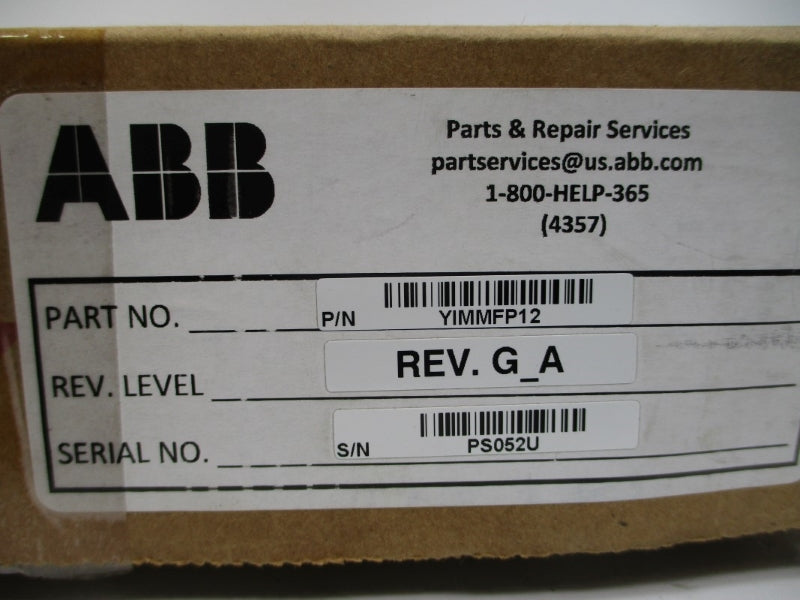 ABB
Parts & Repair Services
partservices@us.abb.com
1-800-HELP-365
(4357)
PART NO. P/N YIMMFP12
REV. LEVEL REV. G_A
SERIAL NO. S/N PS052U